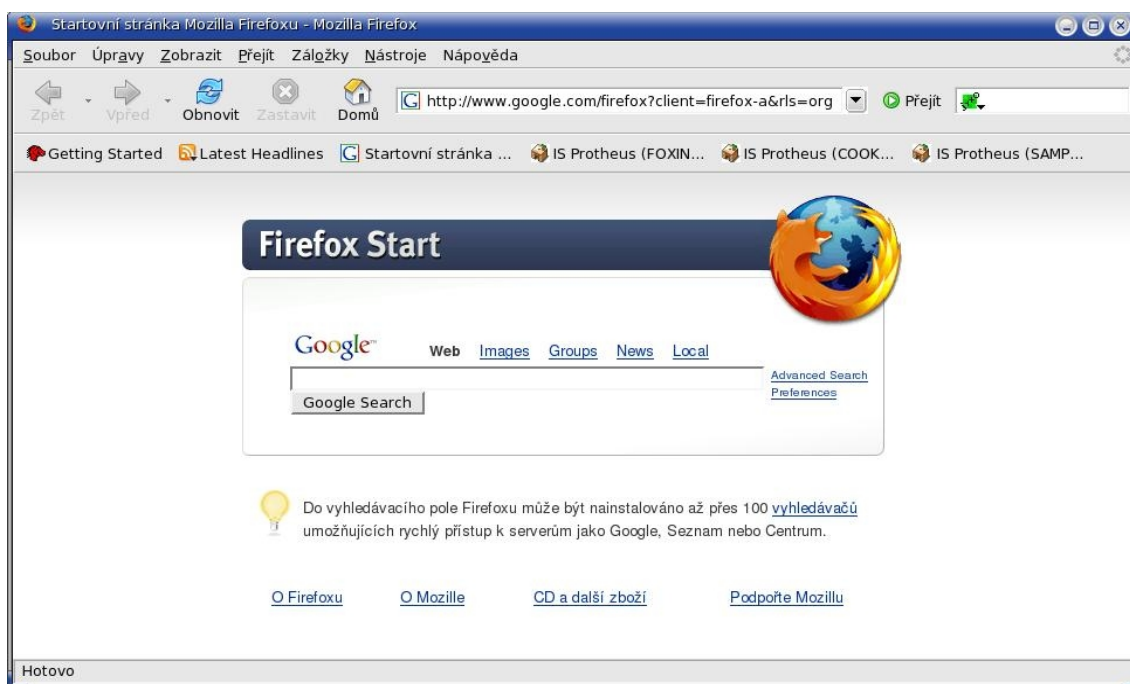 Startovní stránka Mozilla Firefoxu - Mozilla Firefox
Soubor Úpravy Zobrazit Přejít Záložky Nástroje Nápověda
Zpět Vpřed Obnovit Zastavit Domů http://www.google.com/firefox?client=firefox-a&rls=org Přejít
Getting Started Latest Headlines Startovní stránka ... IS Protheus (FOXIN... IS Protheus (COOK... IS Protheus (SAMP...
Firefox Start
Google™ Web Images Groups News Local
Advanced Search
Preferences
Google Search
Do vyhledávacího pole Firefoxu může být nainstalováno až přes 100 vyhledávačů
umožňujících rychlý přístup k serverům jako Google, Seznam nebo Centrum.
O Firefoxu O Mozille CD a další zboží Podpořte Mozillu
Hotovo